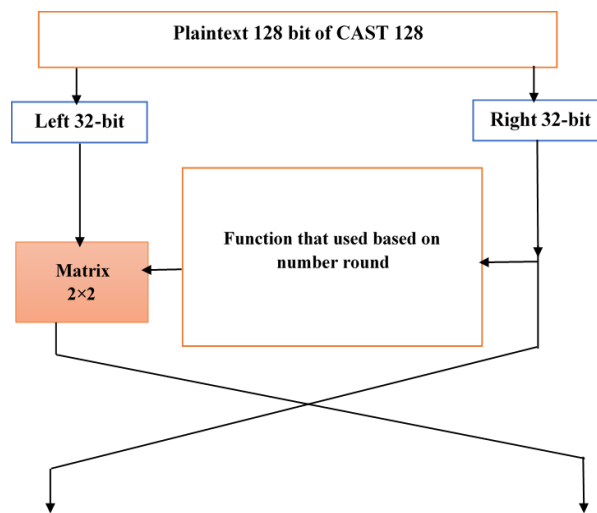 Plaintext 128 bit of CAST 128
Left 32-bit
Right 32-bit
Function that used based on
number round
Matrix
2×2